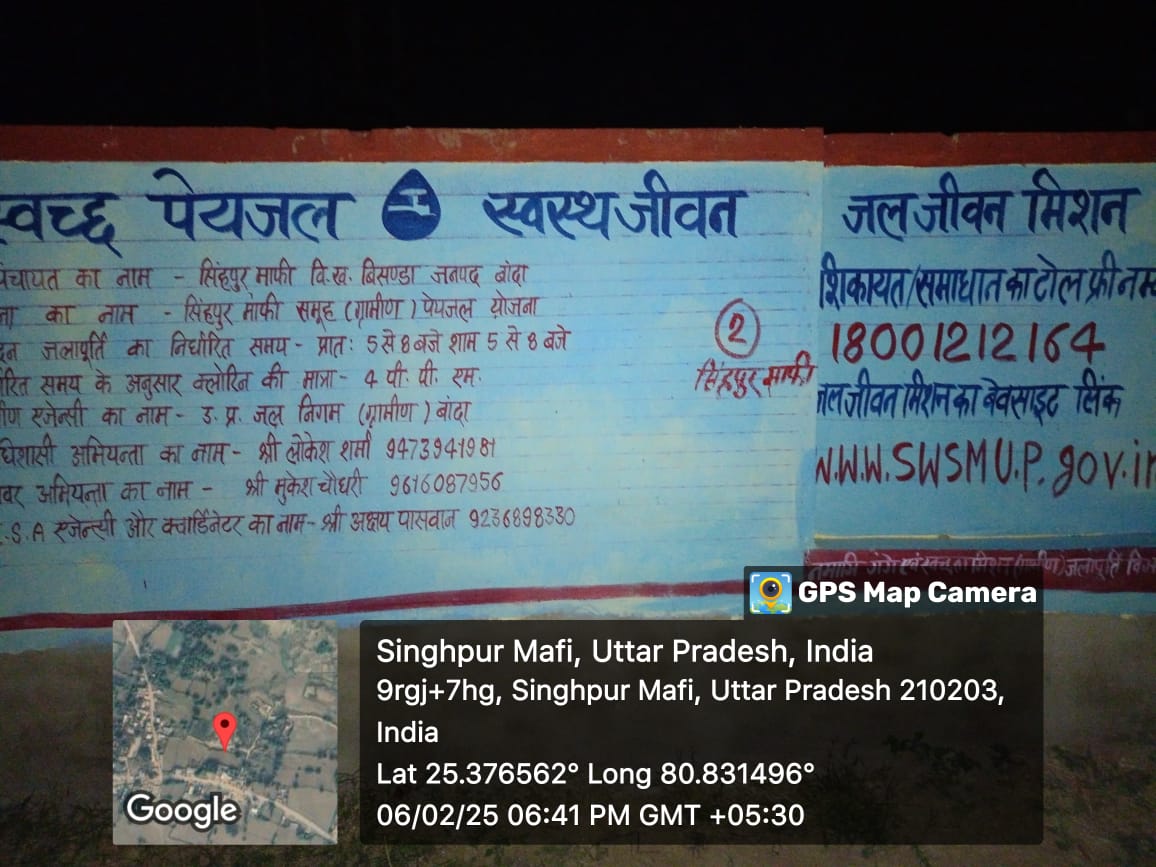 स्वच्छ पेयजल स्वस्थ जीवन
पंचायत का नाम - सिंहपुर माफी वि.ख. बिसण्डा जनपद बांदा
का नाम - सिंहपुर माफी समूह (ग्रामीण) पेयजल योजना
जलापूर्ति का निर्धारित समय - प्रातः 5 से 8 बजे शाम 5 से 8 बजे
समय के अनुसार क्लोरिन की मात्रा - 4 पी. पी. एम.
एजेन्सी का नाम - उ. प्र. जल निगम (ग्रामीण) बांदा
अभियन्ता का नाम - श्री लोकेश शर्मा 9473941981
अभियन्ता का नाम - श्री मुकेश चौधरी 9616087956
.S.A एजेन्सी और क्वार्डिनेटर का नाम - श्री अक्षय पासवान 9236898330
2
सिंहपुर माफी
जल जीवन मिशन
शिकायत/समाधान का टोल फ्री नम्
18001212164
जल जीवन मिशन का बेवसाइट लिंक
W.W.W.SWSMU.P.gov.in
GPS Map Camera
Singhpur Mafi, Uttar Pradesh, India
9rgj+7hg, Singhpur Mafi, Uttar Pradesh 210203,
India
Lat 25.376562° Long 80.831496°
06/02/25 06:41 PM GMT +05:30
Google